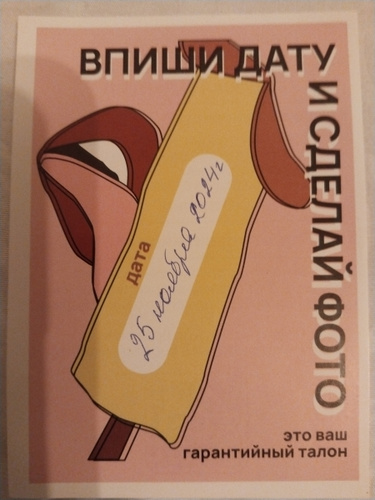 ВПИШИ ДАТУ
И СДЕЛАЙ ФОТО
дата
25 ноября 2024г
это ваш
гарантийный талон